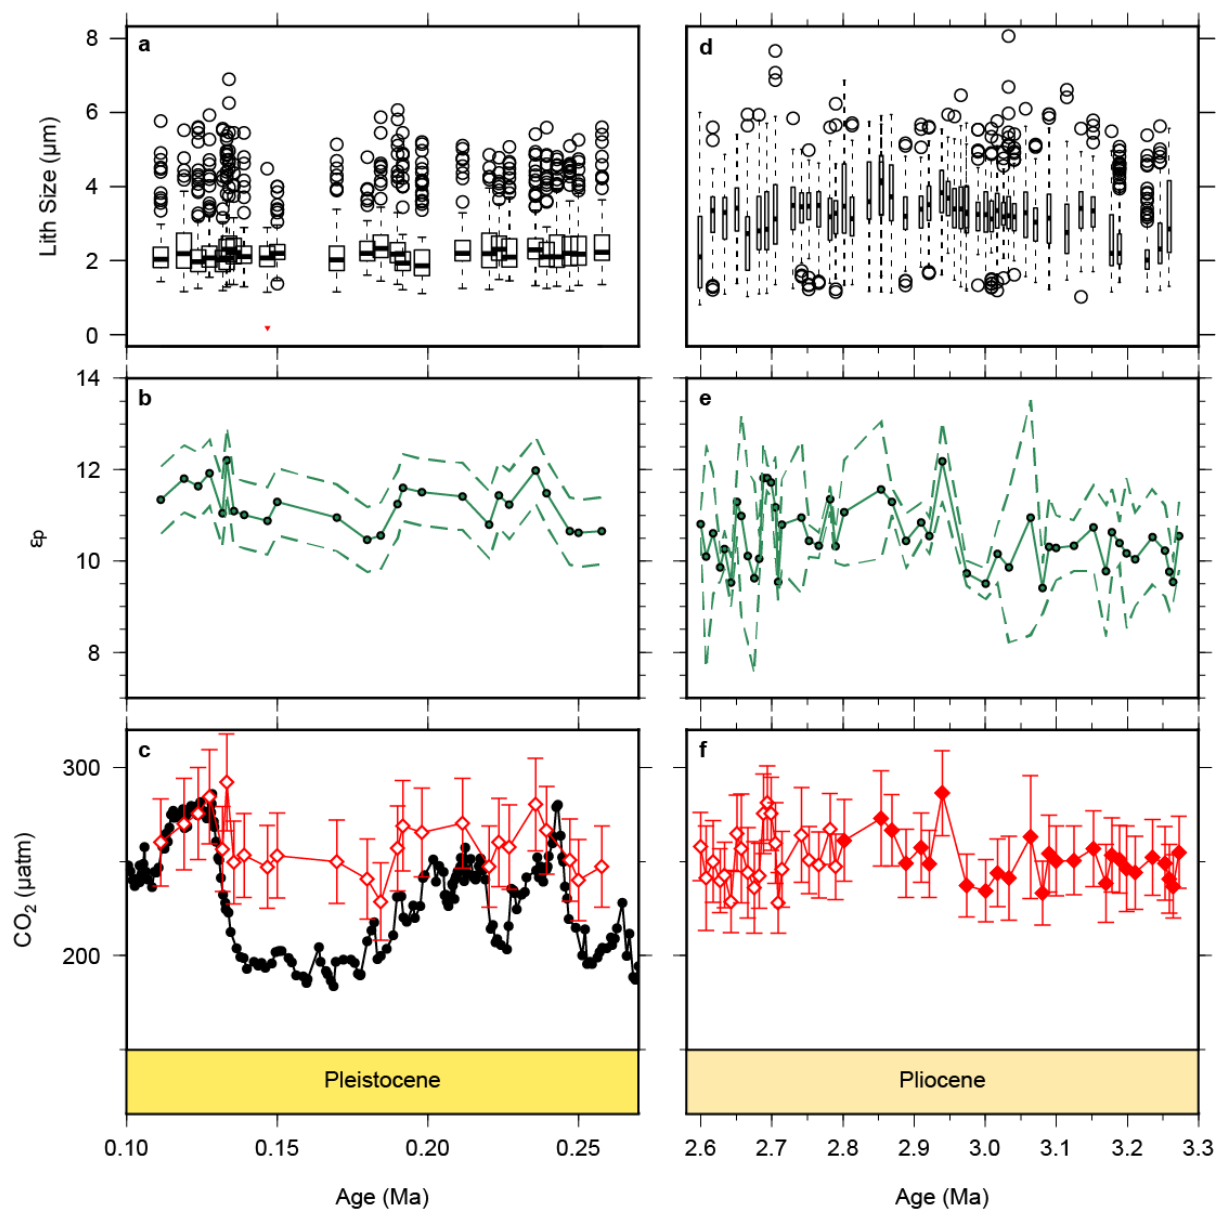 a
d
8
6
4
2
0
Lith Size (μm)
14
12
10
8
εp
b
e
300
200
CO2 (μatm)
c
f
Pleistocene
Pliocene
0.10 0.15 0.20 0.25
2.6 2.7 2.8 2.9 3.0 3.1 3.2 3.3
Age (Ma)
Age (Ma)